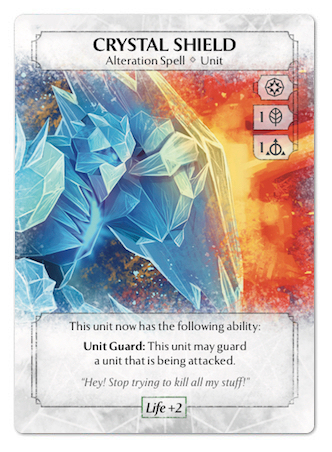 CRYSTAL SHIELD
Alteration Spell ◇ Unit
1
1
This unit now has the following ability:
Unit Guard: This unit may guard
a unit that is being attacked.
"Hey! Stop trying to kill all my stuff!"
Life +2